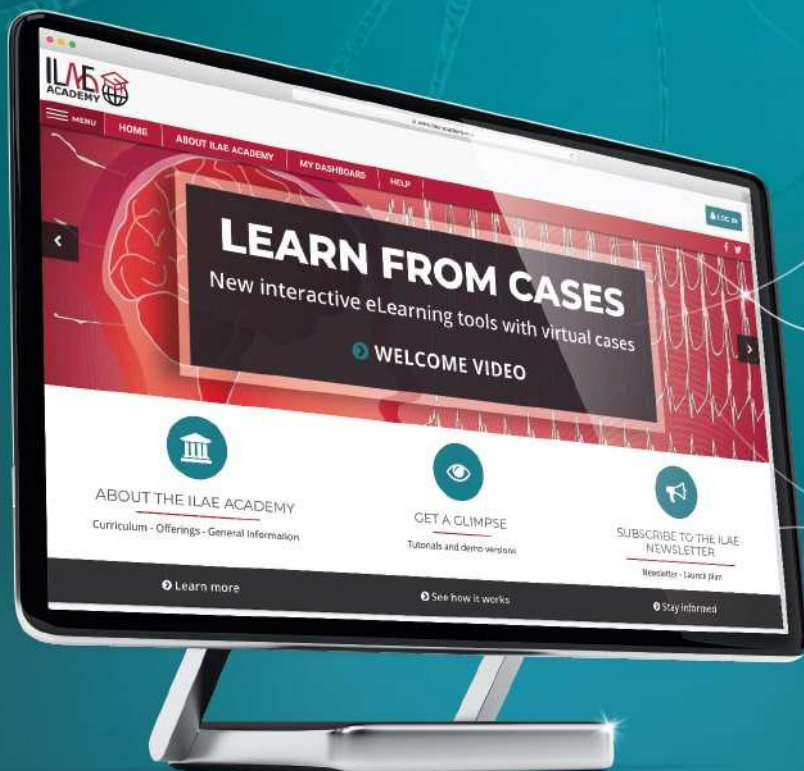 ILAE
ACADEMY
MENU
HOME
ABOUT ILAE ACADEMY
MY DASHBOARD
HELP
LOG IN
LEARN FROM CASES
New interactive eLearning tools with virtual cases
WELCOME VIDEO
ABOUT THE ILAE ACADEMY
Curriculum - Offerings - General Information
Learn more
GET A GLIMPSE
Tutorials and demo versions
See how it works
SUBSCRIBE TO THE ILAE
NEWSLETTER
Newsletter - Launch plan
Stay informed